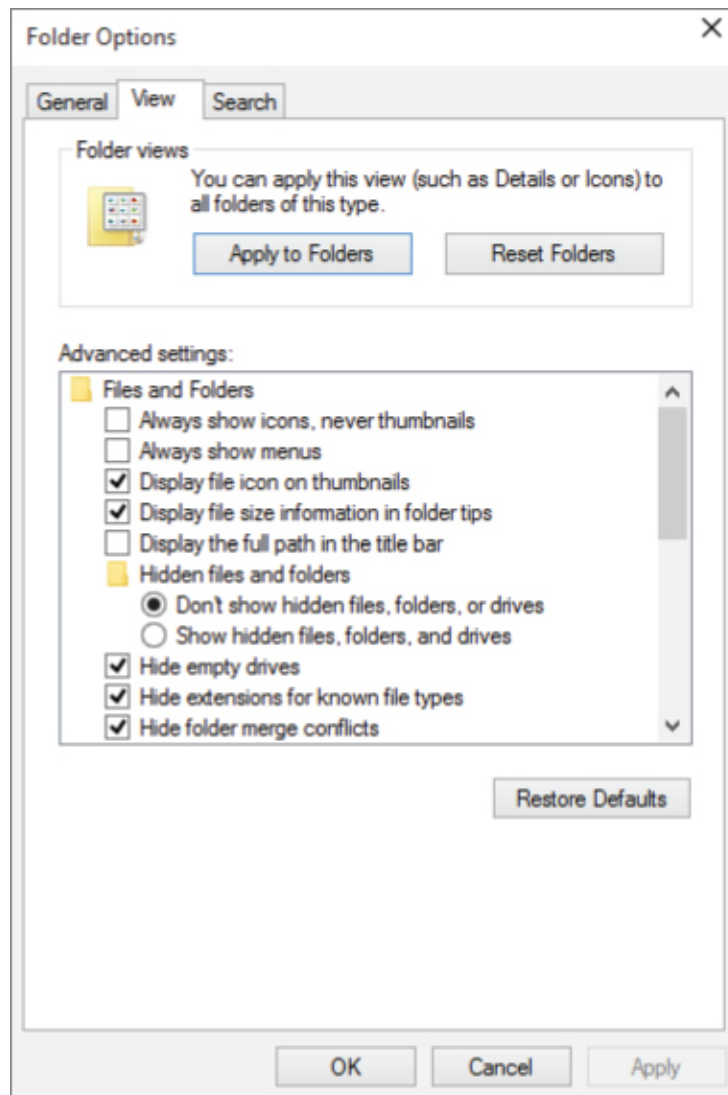 Folder Options
General View Search
Folder views
You can apply this view (such as Details or Icons) to
all folders of this type.
Apply to Folders Reset Folders
Advanced settings:
Files and Folders
Always show icons, never thumbnails
Always show menus
Display file icon on thumbnails
Display file size information in folder tips
Display the full path in the title bar
Hidden files and folders
Don't show hidden files, folders, or drives
Show hidden files, folders, and drives
Hide empty drives
Hide extensions for known file types
Hide folder merge conflicts
Restore Defaults
OK Cancel Apply